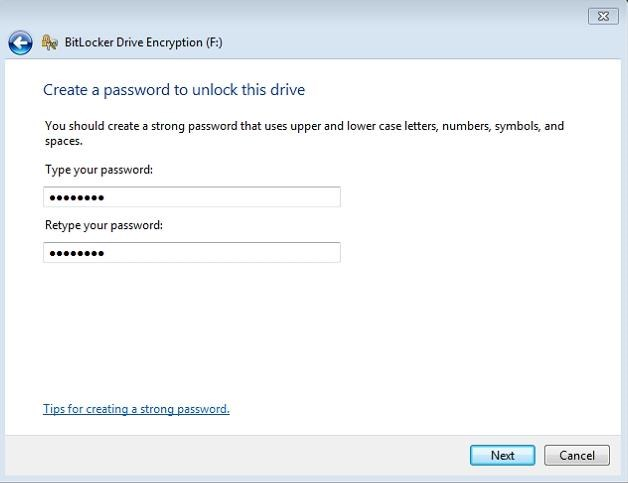 BitLocker Drive Encryption (F:)
Create a password to unlock this drive
You should create a strong password that uses upper and lower case letters, numbers, symbols, and
spaces.
Type your password:
●●●●●●●●
Retype your password:
●●●●●●●●
Tips for creating a strong password.
Next
Cancel